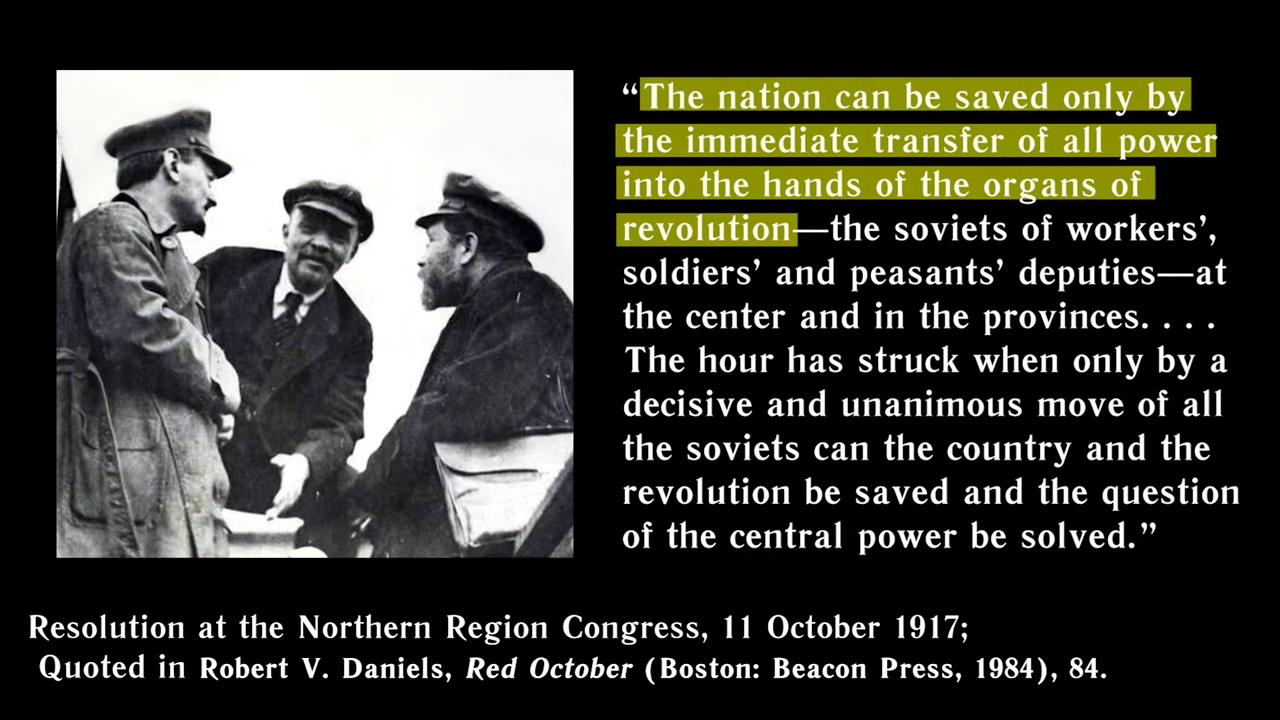 “The nation can be saved only by
the immediate transfer of all power
into the hands of the organs of
revolution—the soviets of workers’,
soldiers’ and peasants’ deputies—at
the center and in the provinces. . . .
The hour has struck when only by a
decisive and unanimous move of all
the soviets can the country and the
revolution be saved and the question
of the central power be solved.”
Resolution at the Northern Region Congress, 11 October 1917;
Quoted in Robert V. Daniels, Red October (Boston: Beacon Press, 1984), 84.